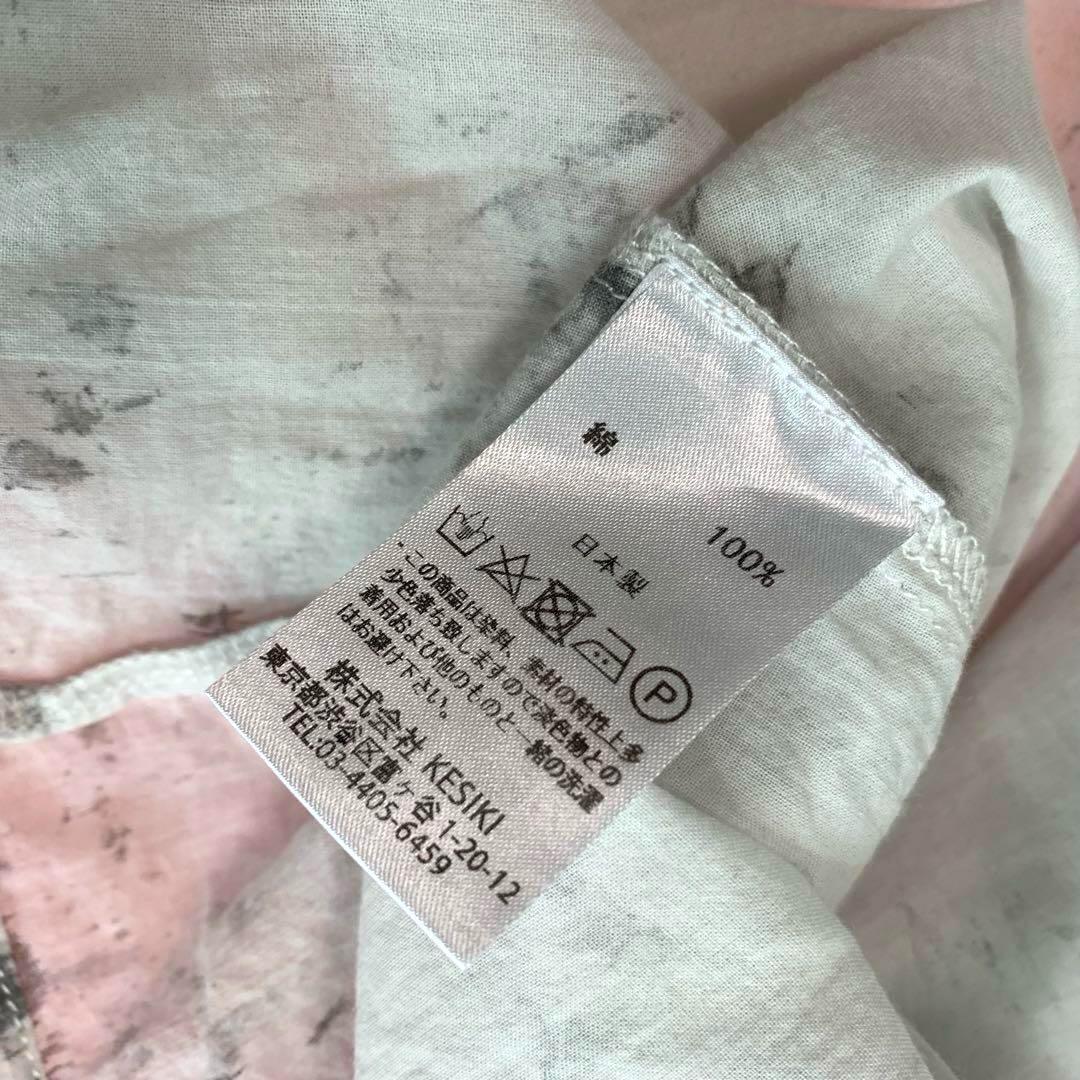 綿 100%
日本製
P
・この商品は染料、素材の特性上多
少色落ち致しますので淡色物との
着用および他のものと一緒の洗濯
はお避け下さい。
株式会社 KESIKI
東京都渋谷区富ヶ谷1-20-12
TEL:03-4405-6459